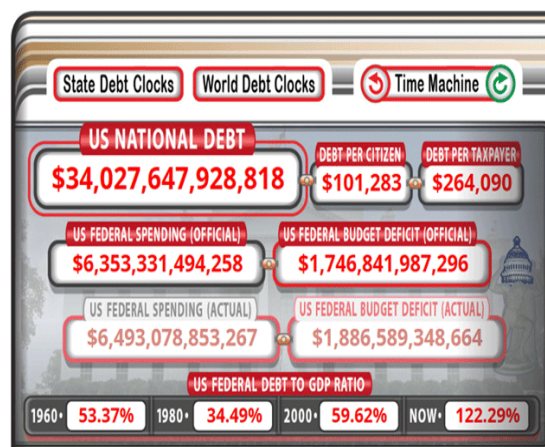 State Debt Clocks World Debt Clocks Time Machine
US NATIONAL DEBT DEBT PER CITIZEN DEBT PER TAXPAYER
$34,027,647,928,818 $101,283 $264,090
US FEDERAL SPENDING (OFFICIAL) US FEDERAL BUDGET DEFICIT (OFFICIAL)
$6,353,331,494,258 $1,746,841,987,296
US FEDERAL SPENDING (ACTUAL) US FEDERAL BUDGET DEFICIT (ACTUAL)
$6,493,078,853,267 $1,886,589,348,664
US FEDERAL DEBT TO GDP RATIO
1960• 53.37% 1980• 34.49% 2000• 59.62% NOW• 122.29%